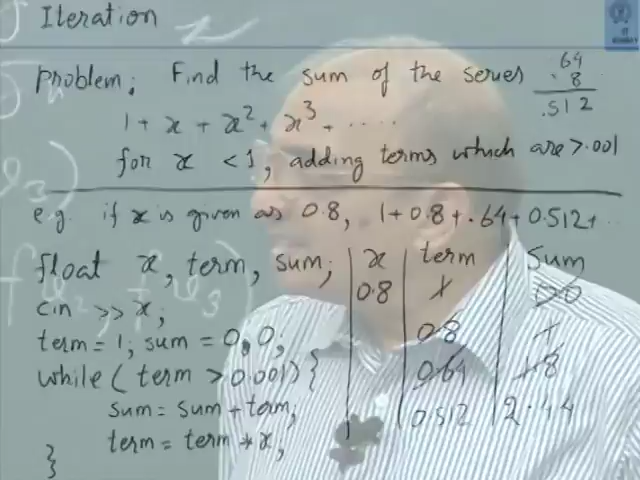 Iteration
Problem: Find the sum of the series
1 + x + x² + x³ + .....
for x < 1, adding terms which are >.001
.64
.8
.512
e.g. if x is given as 0.8, 1+0.8+.64+0.512+..
float x, term, sum;
cin >> x;
term = 1; sum = 0.0;
while ( term > 0.001) {
sum = sum + term;
term = term * x;
}
x term Sum
0.8 1 0.0
0.8 1
0.64 1.8
0.512 2.44